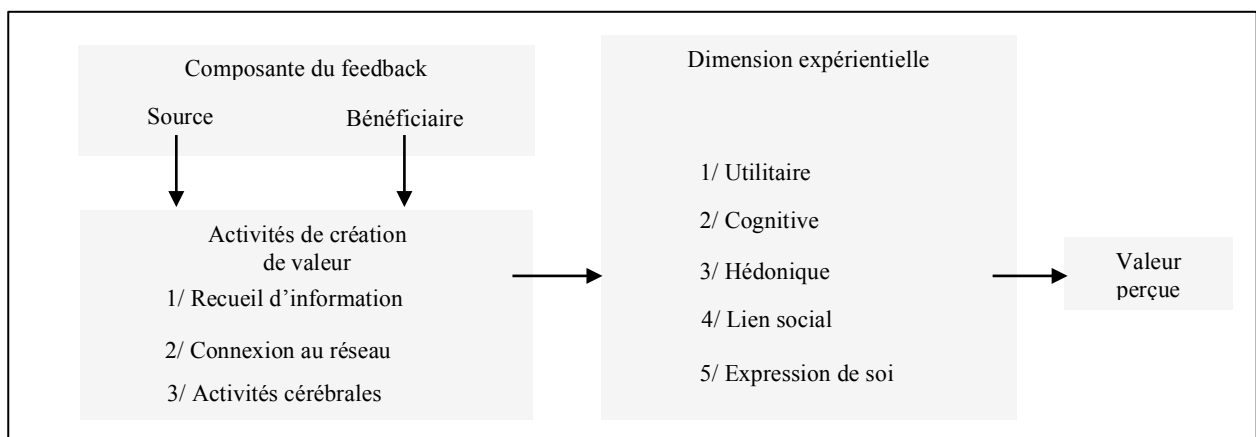 Composante du feedback
Source
Bénéficiaire
Activités de création
de valeur
1/ Recueil d’information
2/ Connexion au réseau
3/ Activités cérébrales
Dimension expérientielle
1/ Utilitaire
2/ Cognitive
3/ Hédonique
4/ Lien social
5/ Expression de soi
Valeur
perçue